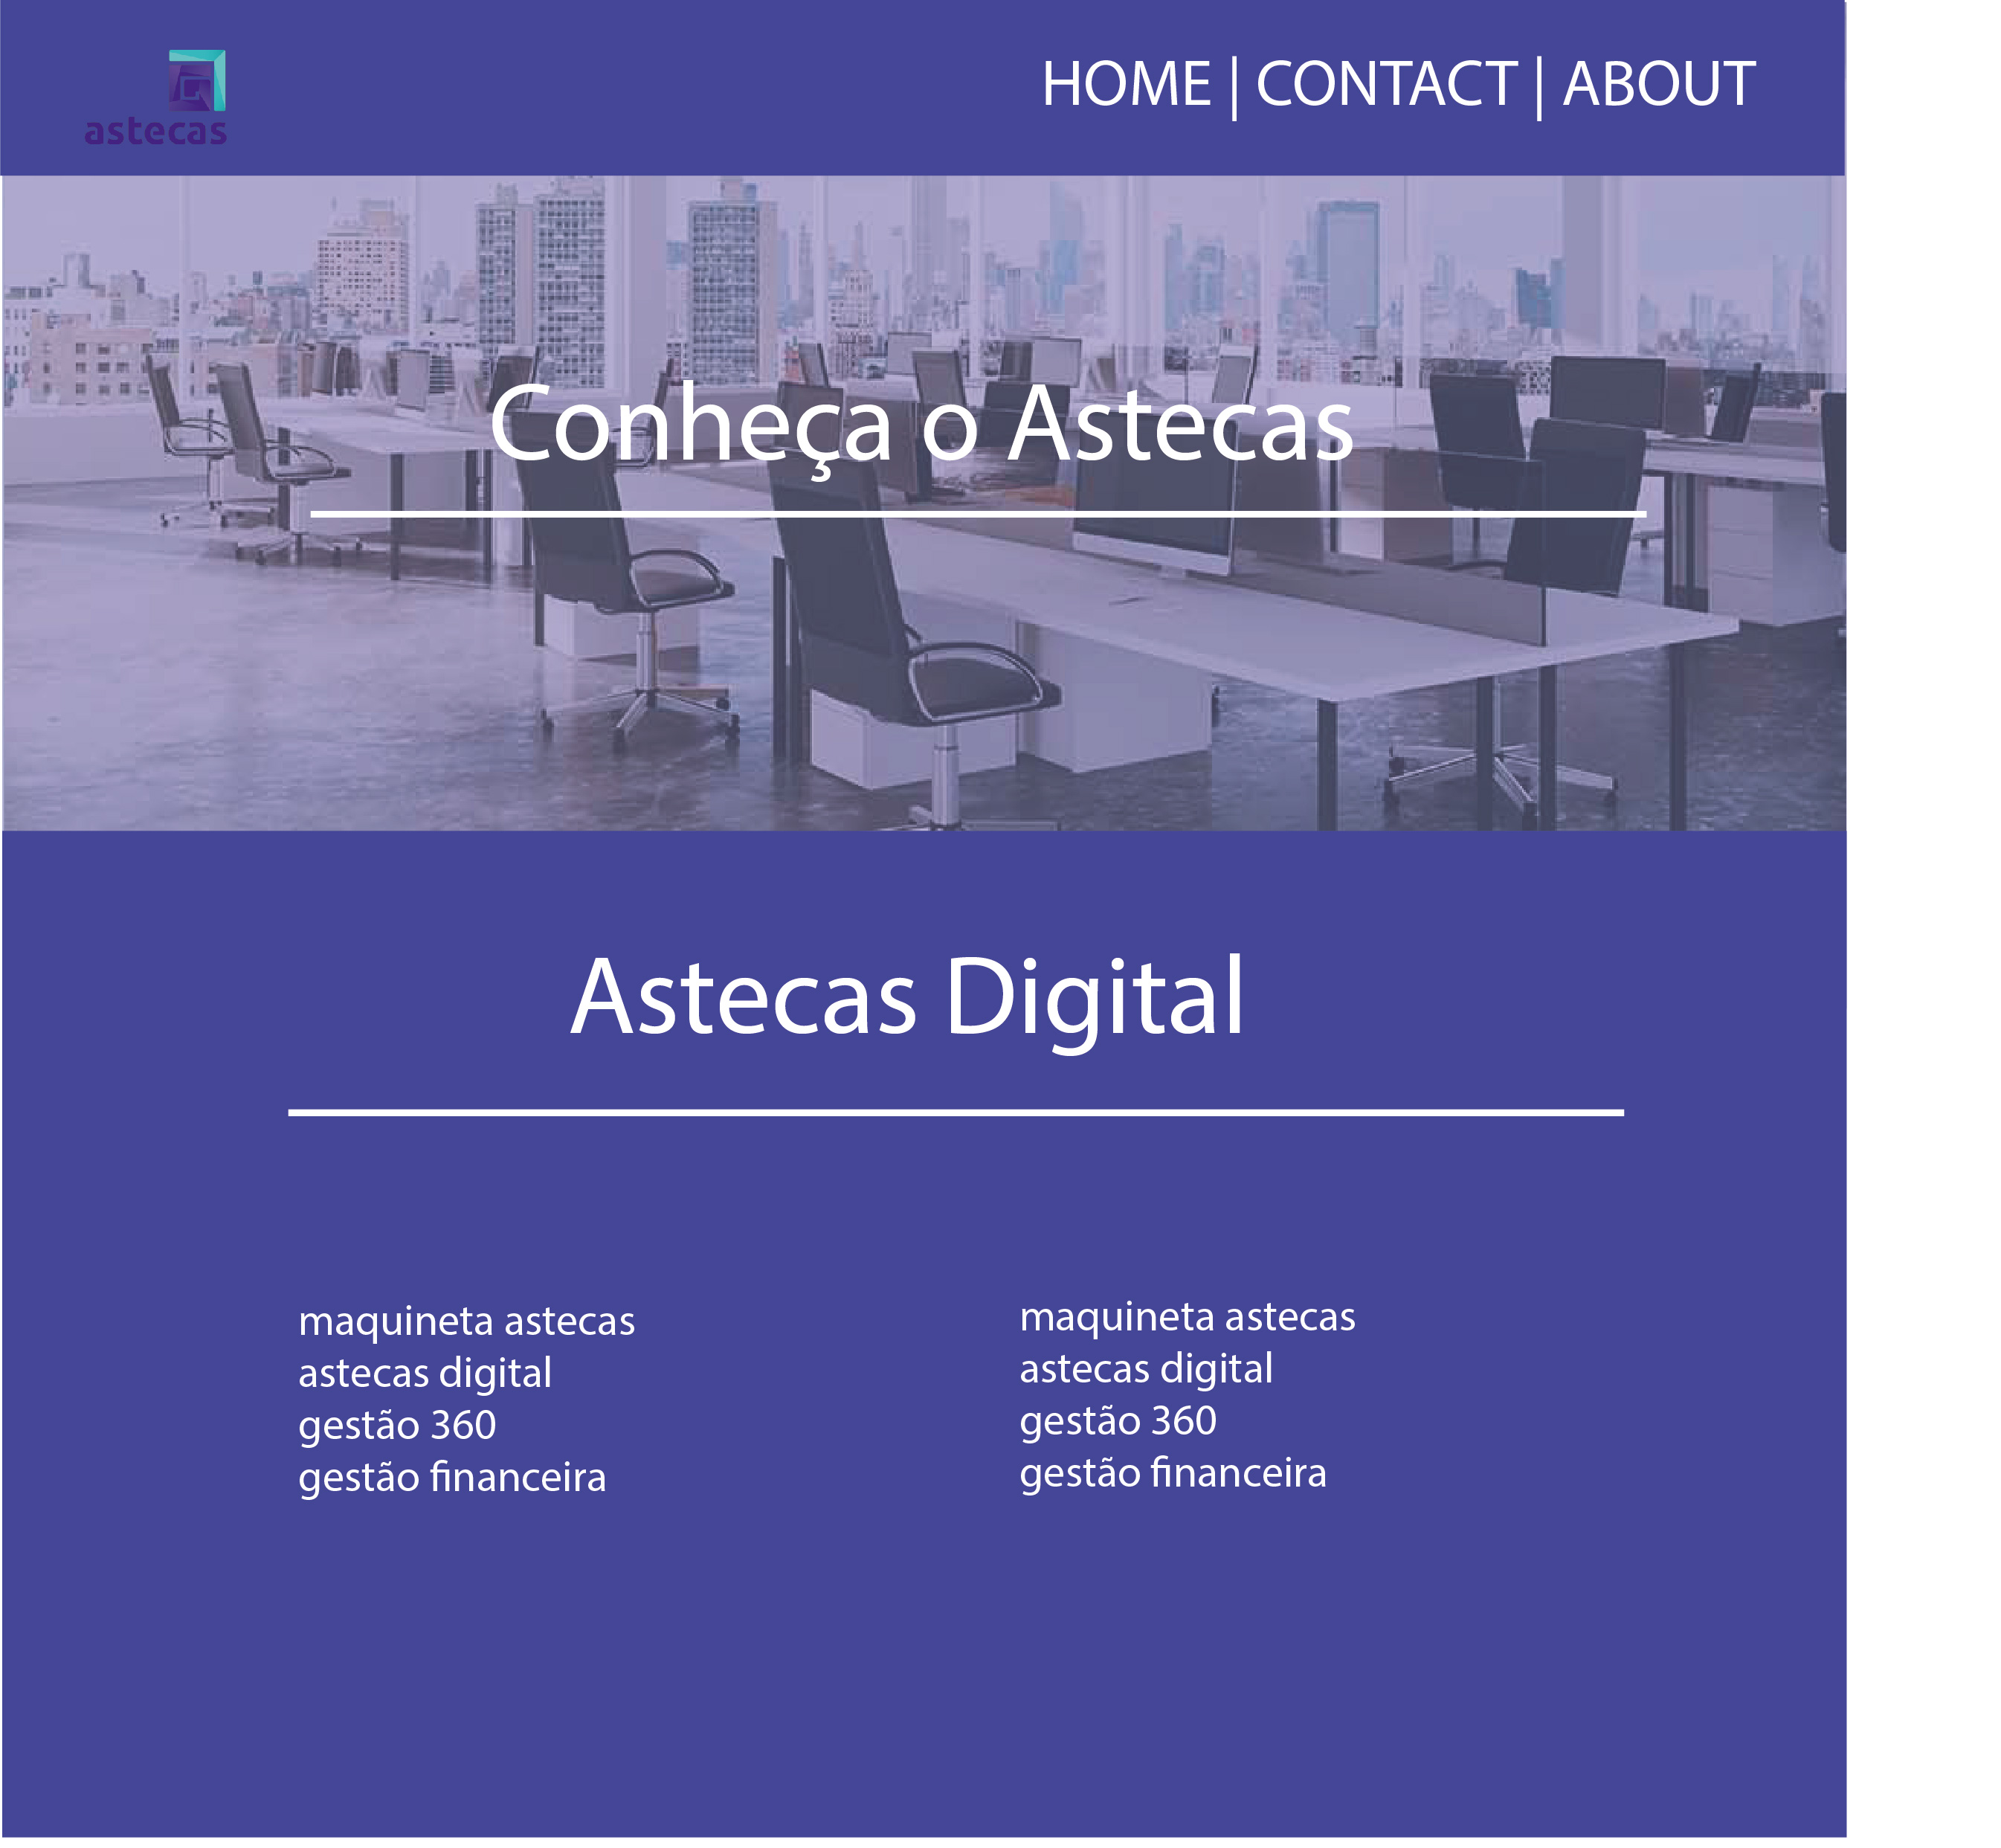 astecas
HOME | CONTACT | ABOUT
Conheça o Astecas
Astecas Digital
maquineta astecas
astecas digital
gestão 360
gestão financeira
maquineta astecas
astecas digital
gestão 360
gestão financeira